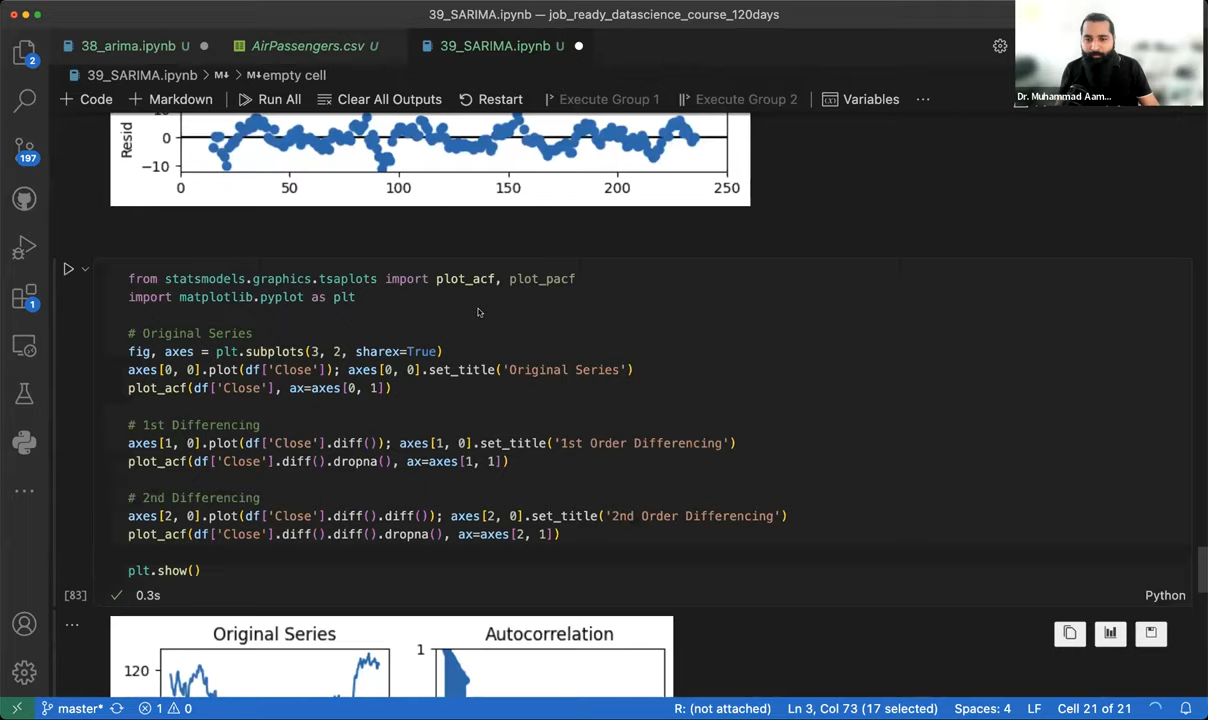 39_SARIMA.ipynb — job_ready_datascience_course_120days
38_arima.ipynb U
AirPassengers.csv U
39_SARIMA.ipynb U
39_SARIMA.ipynb > M↓ > M↓empty cell
+ Code + Markdown Run All Clear All Outputs Restart Execute Group 1 Execute Group 2 Variables ...
Dr. Muhammad Aam...
2
197
1
Resid
0
−10
0 50 100 150 200 250
from statsmodels.graphics.tsaplots import plot_acf, plot_pacf
import matplotlib.pyplot as plt
# Original Series
fig, axes = plt.subplots(3, 2, sharex=True)
axes[0, 0].plot(df['Close']); axes[0, 0].set_title('Original Series')
plot_acf(df['Close'], ax=axes[0, 1])
# 1st Differencing
axes[1, 0].plot(df['Close'].diff()); axes[1, 0].set_title('1st Order Differencing')
plot_acf(df['Close'].diff().dropna(), ax=axes[1, 1])
# 2nd Differencing
axes[2, 0].plot(df['Close'].diff().diff()); axes[2, 0].set_title('2nd Order Differencing')
plot_acf(df['Close'].diff().diff().dropna(), ax=axes[2, 1])
plt.show()
[83] 0.3s Python
Original Series
120
Autocorrelation
1
master* 1 0 R: (not attached) Ln 3, Col 73 (17 selected) Spaces: 4 LF Cell 21 of 21